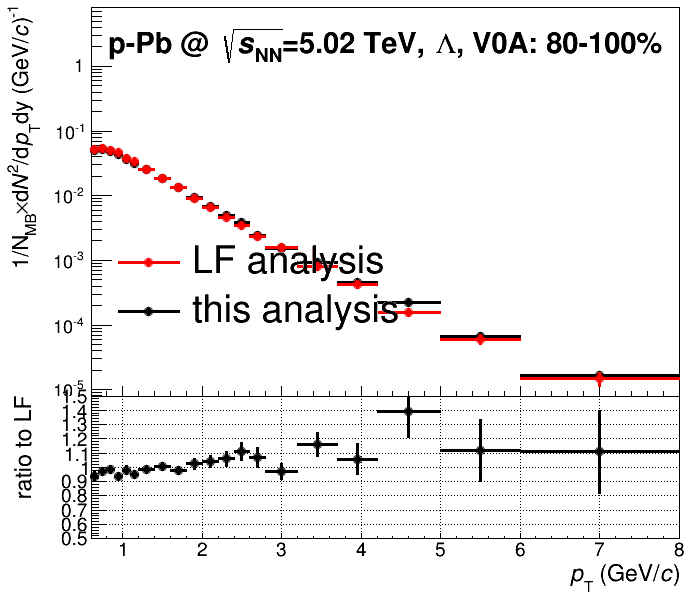 p-Pb @ √sNN=5.02 TeV, Λ, V0A: 80-100%
1/NMB×dN²/dpTdy (GeV/c)-1
1
10-1
10-2
10-3
10-4
10-5
LF analysis
this analysis
ratio to LF
1.5
1.4
1.3
1.2
1.1
1
0.9
0.8
0.7
0.6
0.5
1 2 3 4 5 6 7 8
pT (GeV/c)